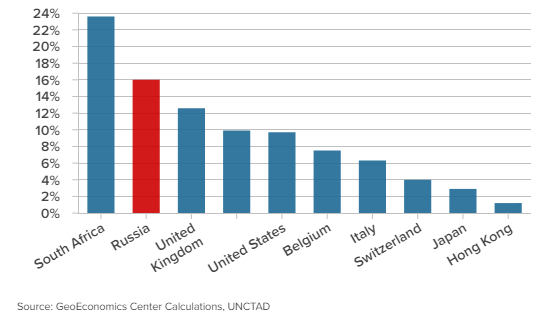 24%
22%
20%
18%
16%
14%
12%
10%
8%
6%
4%
2%
0%
South Africa
Russia
United
Kingdom
United States
Belgium
Italy
Switzerland
Japan
Hong Kong
Source: GeoEconomics Center Calculations, UNCTAD